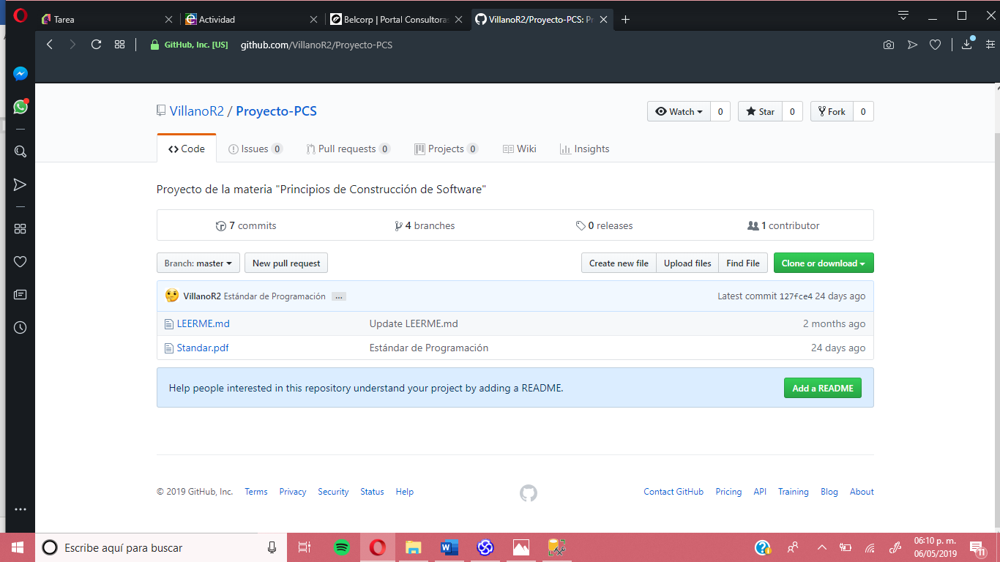 Tarea
Actividad
Belcorp | Portal Consultoras
VillanoR2/Proyecto-PCS: Pr
GitHub, Inc. [US] github.com/VillanoR2/Proyecto-PCS
VillanoR2 / Proyecto-PCS
Watch 0 Star 0 Fork 0
Code Issues 0 Pull requests 0 Projects 0 Wiki Insights
Proyecto de la materia "Principios de Construcción de Software"
7 commits 4 branches 0 releases 1 contributor
Branch: master New pull request Create new file Upload files Find File Clone or download
VillanoR2 Estándar de Programación ... Latest commit 127fce4 24 days ago
LEERME.md Update LEERME.md 2 months ago
Standar.pdf Estándar de Programación 24 days ago
Help people interested in this repository understand your project by adding a README. Add a README
© 2019 GitHub, Inc. Terms Privacy Security Status Help Contact GitHub Pricing API Training Blog About
Escribe aquí para buscar
06:10 p. m.
06/05/2019
11